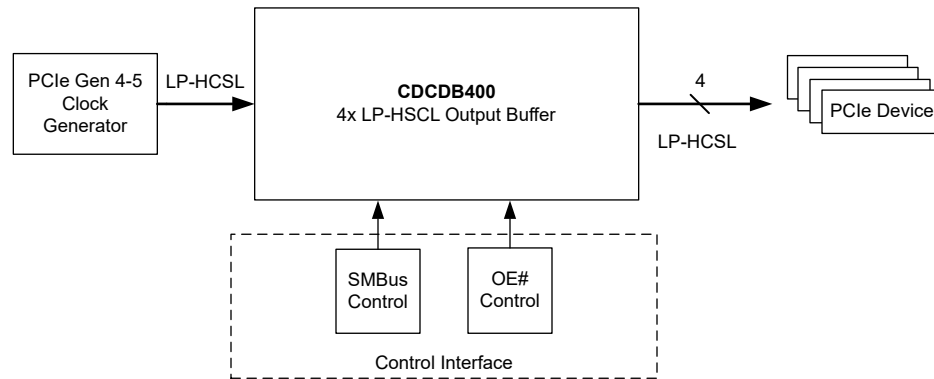 PCIe Gen 4-5
Clock
Generator
LP-HCSL
CDCDB400
4x LP-HSCL Output Buffer
4
LP-HCSL
PCIe Device
SMBus
Control
OE#
Control
Control Interface